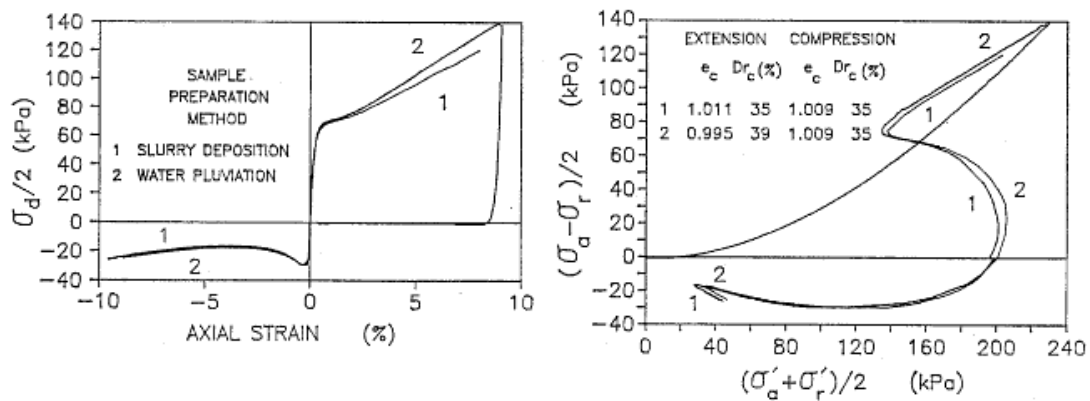 140
120
100
80
60
40
20
0
-20
-40
σd/2 (kPa)
SAMPLE
PREPARATION
METHOD
1 SLURRY DEPOSITION
2 WATER PLUVIATION
2
1
1
2
-10 -5 0 5 10
AXIAL STRAIN (%)
140
120
100
80
60
40
20
0
-20
-40
(σa-σr)/2 (kPa)
EXTENSION COMPRESSION
ec Drc(%) ec Drc(%)
1 1.011 35 1.009 35
2 0.995 39 1.009 35
2
1
1
2
2
1
0 40 80 120 160 200 240
(σ'a+σ'r)/2 (kPa)